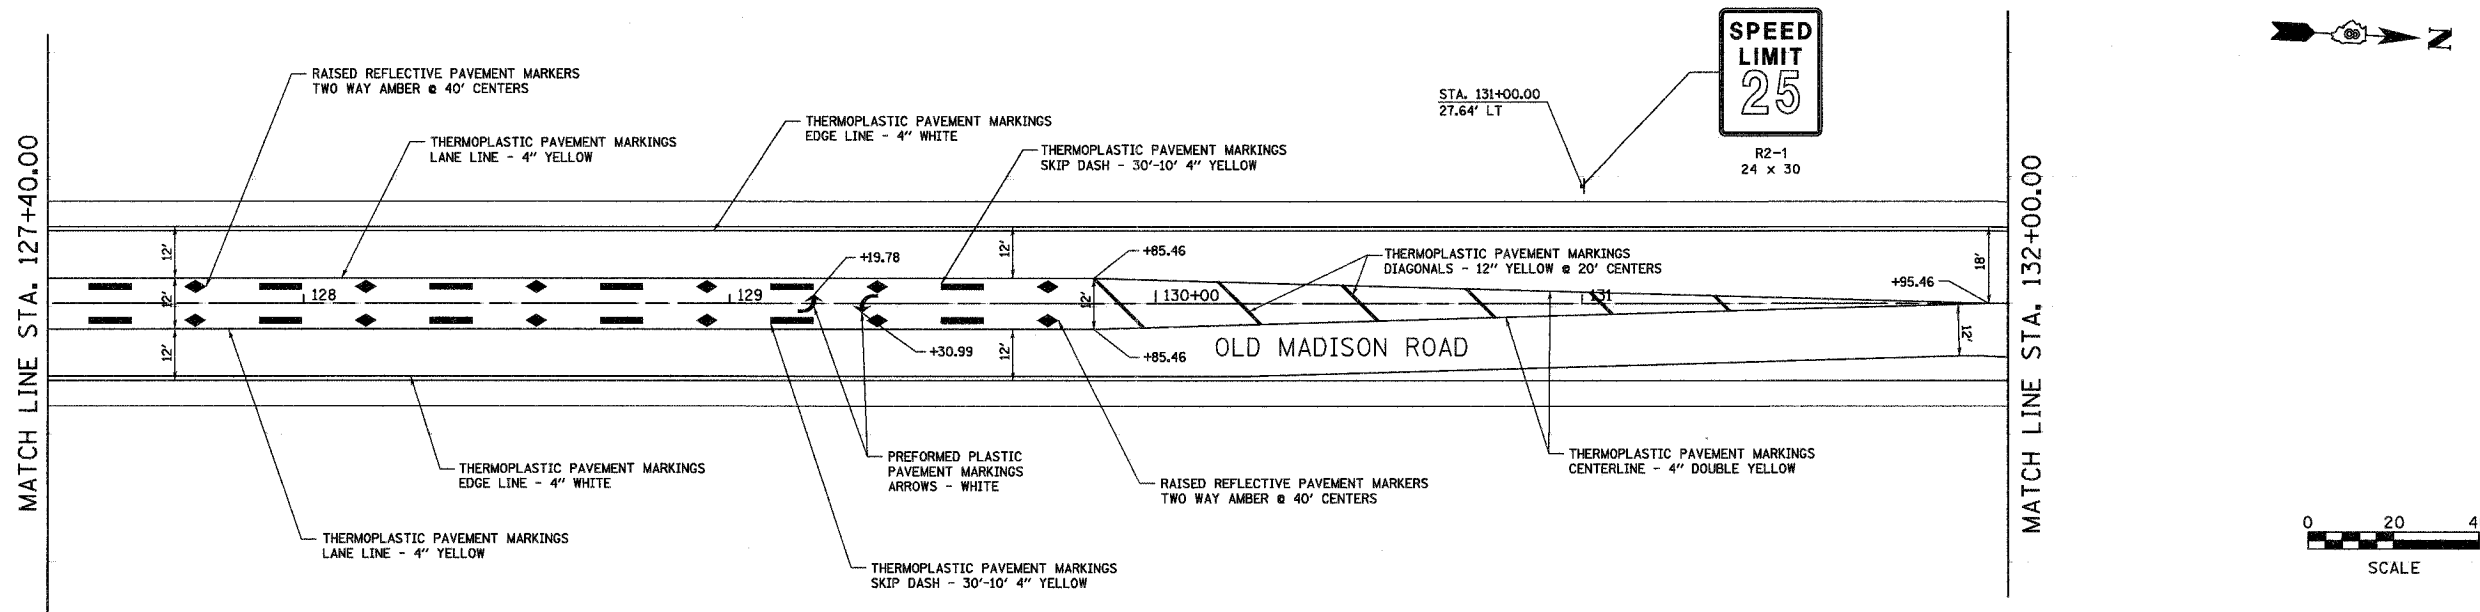 SPEED
LIMIT
25
R2-1
24 x 30
N
STA. 131+00.00
27.64' LT
RAISED REFLECTIVE PAVEMENT MARKERS
TWO WAY AMBER @ 40' CENTERS
THERMOPLASTIC PAVEMENT MARKINGS
LANE LINE - 4" YELLOW
THERMOPLASTIC PAVEMENT MARKINGS
EDGE LINE - 4" WHITE
THERMOPLASTIC PAVEMENT MARKINGS
SKIP DASH - 30'-10' 4" YELLOW
MATCH LINE STA. 127+40.00
MATCH LINE STA. 132+00.00
12'
12'
12'
12'
12'
12'
18'
12'
+19.78
+85.46
THERMOPLASTIC PAVEMENT MARKINGS
DIAGONALS - 12" YELLOW @ 20' CENTERS
+95.46
128
129
130+00
131
+30.99
+85.46
OLD MADISON ROAD
THERMOPLASTIC PAVEMENT MARKINGS
EDGE LINE - 4" WHITE
PREFORMED PLASTIC
PAVEMENT MARKINGS
ARROWS - WHITE
RAISED REFLECTIVE PAVEMENT MARKERS
TWO WAY AMBER @ 40' CENTERS
THERMOPLASTIC PAVEMENT MARKINGS
CENTERLINE - 4" DOUBLE YELLOW
THERMOPLASTIC PAVEMENT MARKINGS
LANE LINE - 4" YELLOW
THERMOPLASTIC PAVEMENT MARKINGS
SKIP DASH - 30'-10' 4" YELLOW
0 20 4
SCALE